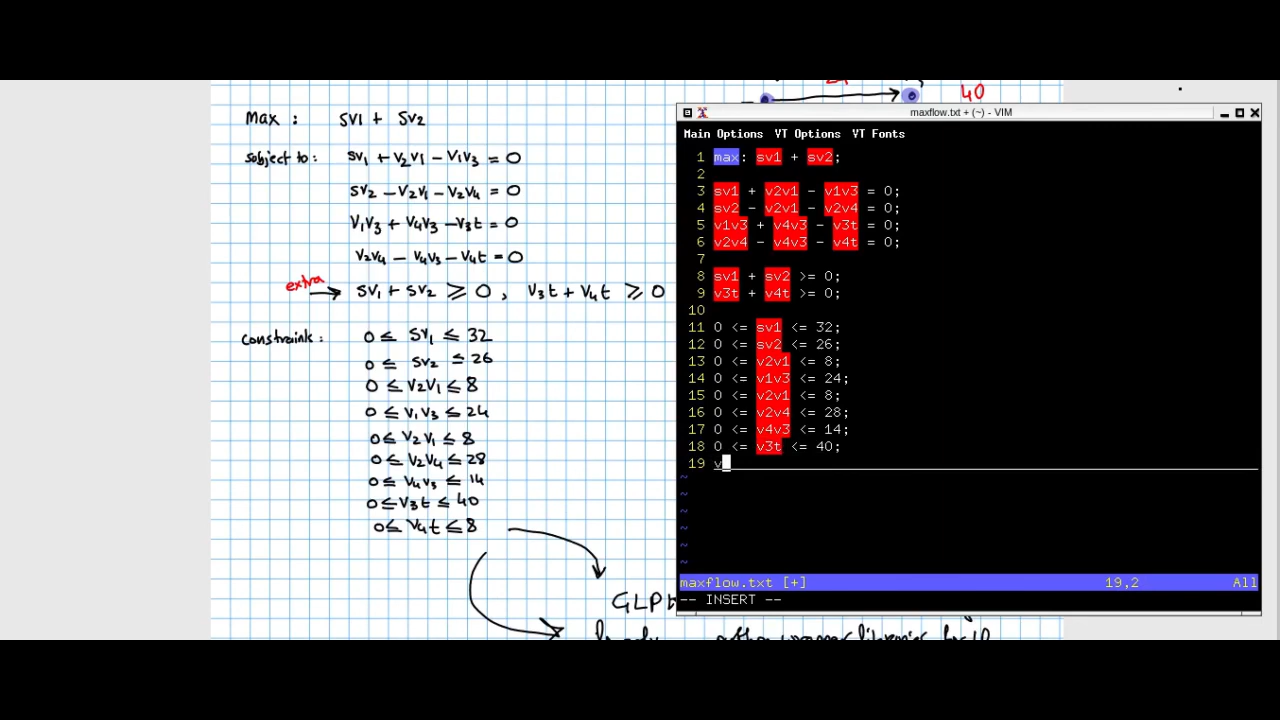 40
Max : sv1 + sv2
subject to: sv1 + v2v1 - v1v3 = 0
sv2 - v2v1 - v2v4 = 0
v1v3 + v4v3 - v3t = 0
v2v4 - v4v3 - v4t = 0
extra
sv1 + sv2 ≥ 0 , v3t + v4t ≥ 0
constraints: 0 ≤ sv1 ≤ 32
0 ≤ sv2 ≤ 26
0 ≤ v2v1 ≤ 8
0 ≤ v1v3 ≤ 24
0 ≤ v2v1 ≤ 8
0 ≤ v2v4 ≤ 28
0 ≤ v4v3 ≤ 14
0 ≤ v3t ≤ 40
0 ≤ v4t ≤ 8
maxflow.txt + (~) - VIM
Main Options VT Options VT Fonts
1 max: sv1 + sv2;
2
3 sv1 + v2v1 - v1v3 = 0;
4 sv2 - v2v1 - v2v4 = 0;
5 v1v3 + v4v3 - v3t = 0;
6 v2v4 - v4v3 - v4t = 0;
7
8 sv1 + sv2 >= 0;
9 v3t + v4t >= 0;
10
11 0 <= sv1 <= 32;
12 0 <= sv2 <= 26;
13 0 <= v2v1 <= 8;
14 0 <= v1v3 <= 24;
15 0 <= v2v1 <= 8;
16 0 <= v2v4 <= 28;
17 0 <= v4v3 <= 14;
18 0 <= v3t <= 40;
19 v
~
~
~
~
~
~
maxflow.txt [+] 19,2 All
-- INSERT --